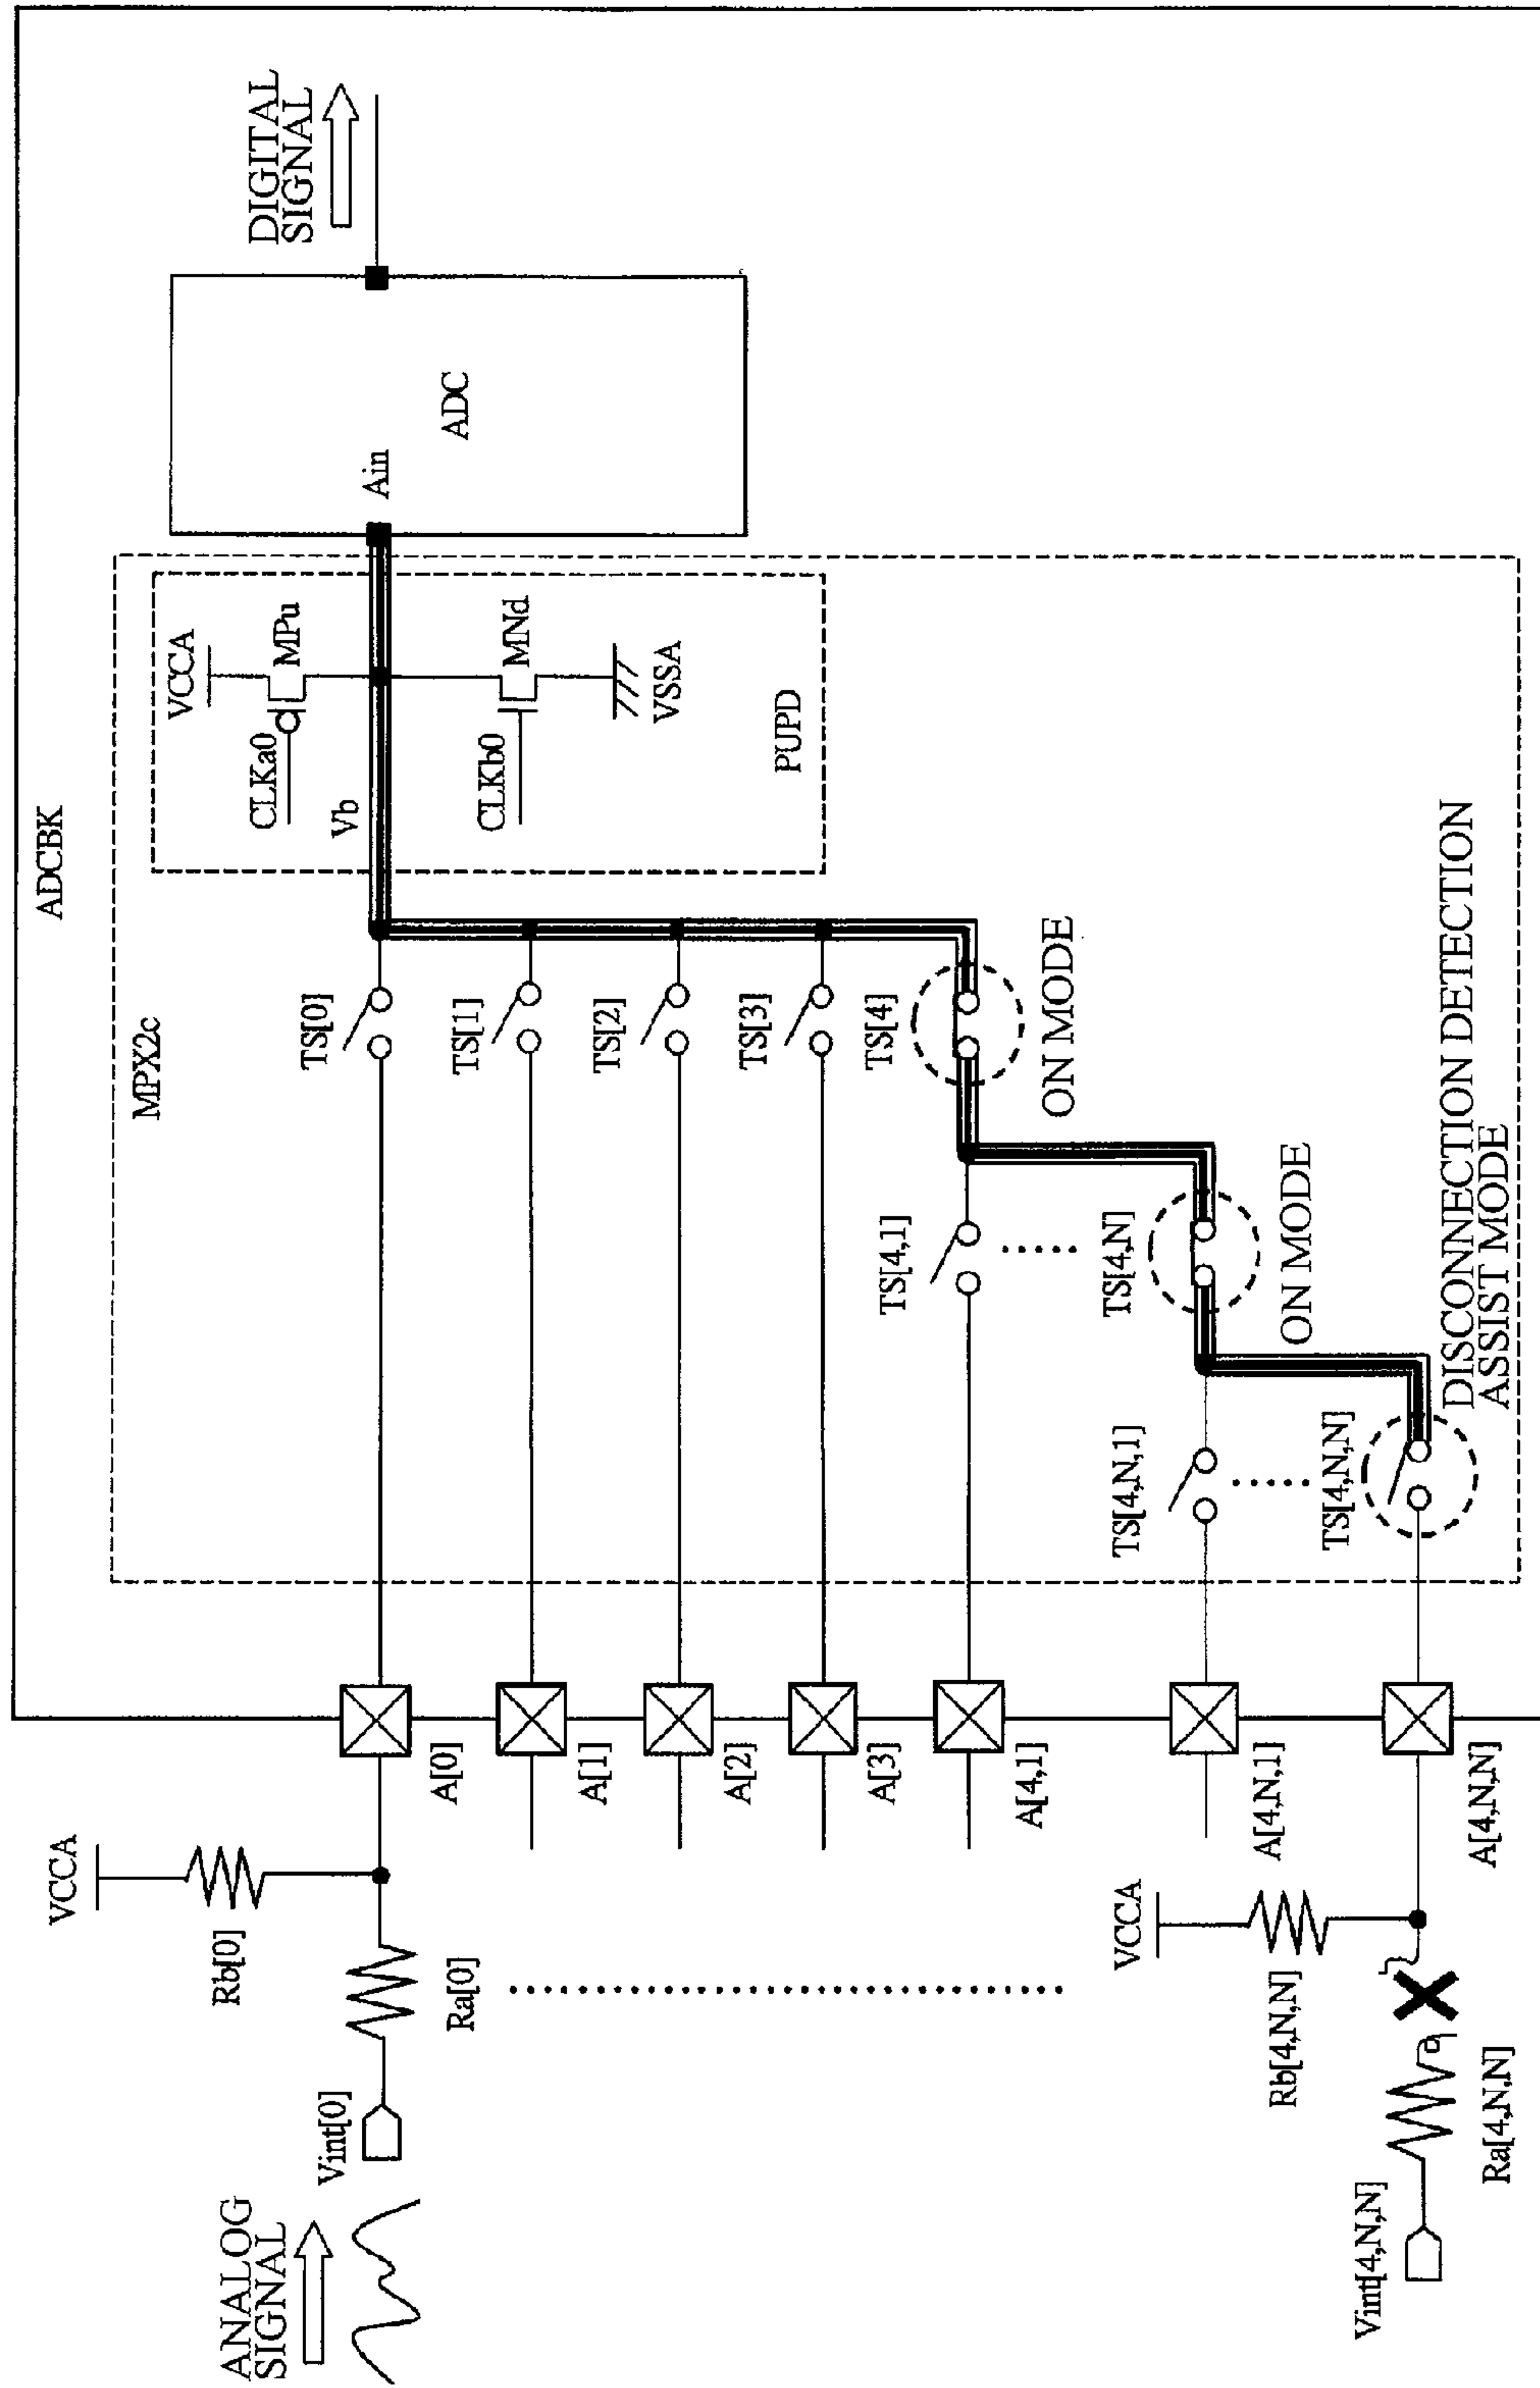 ANALOG
SIGNAL
Vint[0]
Ra[0]
Rb[0]
VCCA
A[0]
A[1]
A[2]
A[3]
A[4,1]
A[4,N,1]
A[4,N,N]
VCCA
Rb[4,N,N]
Ra[4,N,N]
Vint[4,N,N]
ADCBK
MPX2c
TS[0]
TS[1]
TS[2]
TS[3]
TS[4]
ON MODE
TS[4,1]
TS[4,N]
ON MODE
TS[4,N,1]
TS[4,N,N]
DISCONNECTION DETECTION
ASSIST MODE
VCCA
CLKa0
MPu
Vb
CLKb0
MNd
VSSA
PUPD
Ain
ADC
DIGITAL
SIGNAL